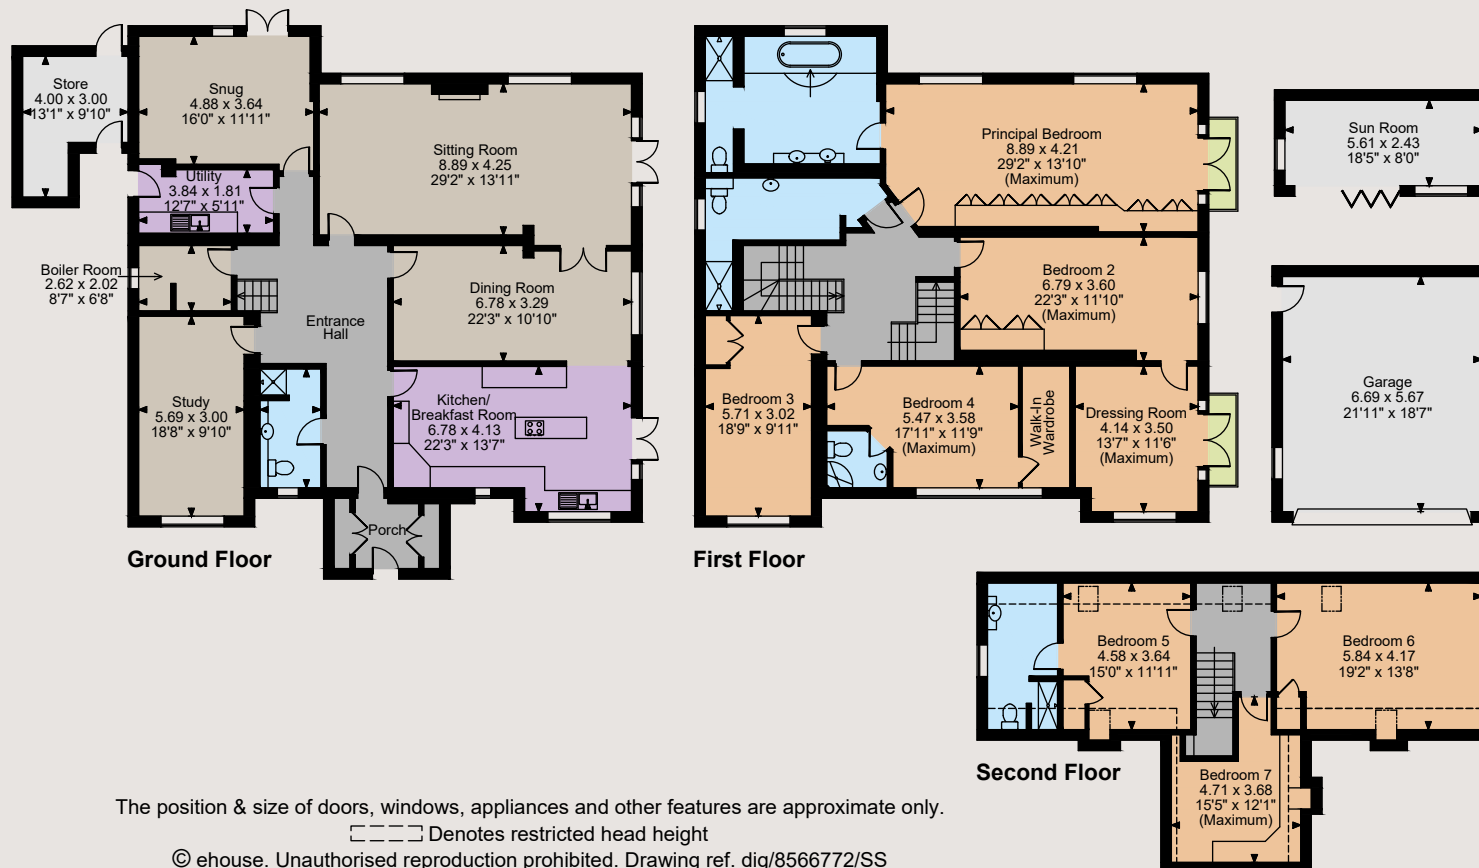 Store
4.00 x 3.00
13'1" x 9'10"
Snug
4.88 x 3.64
16'0" x 11'11"
Utility
3.84 x 1.81
12'7" x 5'11"
Sitting Room
8.89 x 4.25
29'2" x 13'11"
Boiler Room
2.62 x 2.02
8'7" x 6'8"
Dining Room
6.78 x 3.29
22'3" x 10'10"
Entrance
Hall
Study
5.69 x 3.00
18'8" x 9'10"
Kitchen/
Breakfast Room
6.78 x 4.13
22'3" x 13'7"
Porch
Ground Floor
Principal Bedroom
8.89 x 4.21
29'2" x 13'10"
(Maximum)
Bedroom 2
6.79 x 3.60
22'3" x 11'10"
(Maximum)
Bedroom 3
5.71 x 3.02
18'9" x 9'11"
Bedroom 4
5.47 x 3.58
17'11" x 11'9"
(Maximum)
Walk-In
Wardrobe
Dressing Room
4.14 x 3.50
13'7" x 11'6"
(Maximum)
First Floor
Sun Room
5.61 x 2.43
18'5" x 8'0"
Garage
6.69 x 5.67
21'11" x 18'7"
Bedroom 5
4.58 x 3.64
15'0" x 11'11"
Bedroom 6
5.84 x 4.17
19'2" x 13'8"
Bedroom 7
4.71 x 3.68
15'5" x 12'1"
(Maximum)
Second Floor
The position & size of doors, windows, appliances and other features are approximate only.
Denotes restricted head height
© ehouse. Unauthorised reproduction prohibited. Drawing ref. dig/8566772/SS